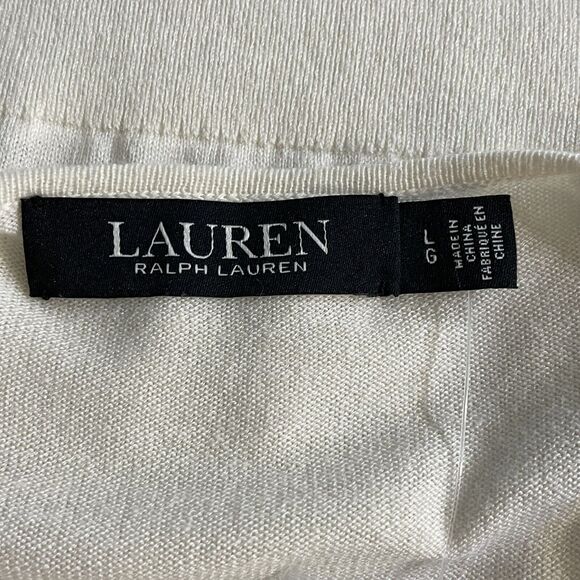 LAUREN
RALPH LAUREN
L
G
MADE IN
CHINA
FABRIQUÉ EN
CHINE